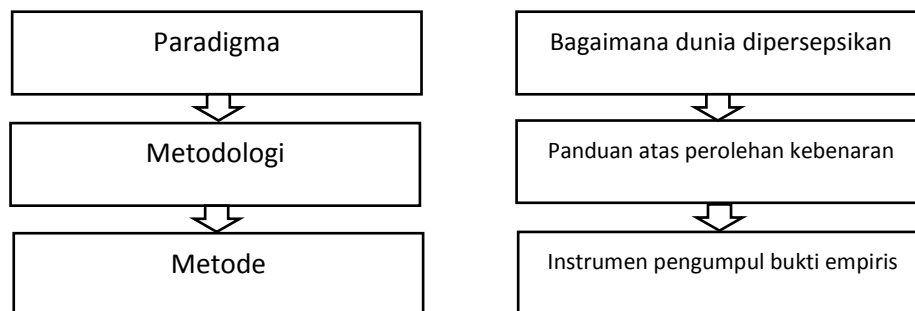 Paradigma
Bagaimana dunia dipersepsikan
Metodologi
Panduan atas perolehan kebenaran
Metode
Instrumen pengumpul bukti empiris